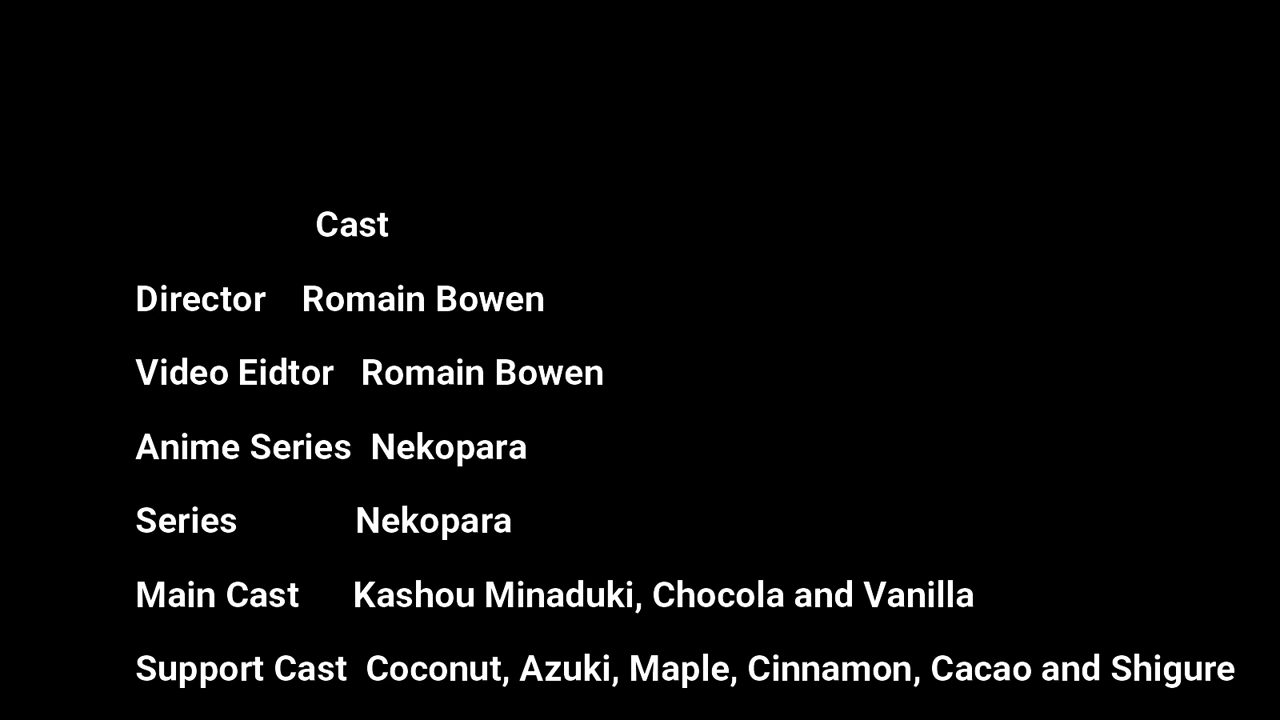 Cast
Director Romain Bowen
Video Eidtor Romain Bowen
Anime Series Nekopara
Series Nekopara
Main Cast Kashou Minaduki, Chocola and Vanilla
Support Cast Coconut, Azuki, Maple, Cinnamon, Cacao and Shigure